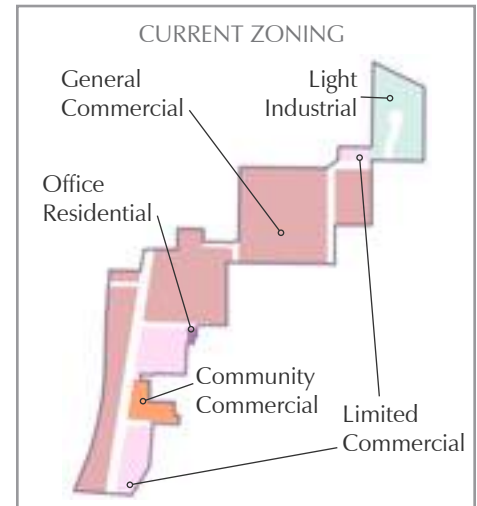 CURRENT ZONING
General
Commercial
Light
Industrial
Office
Residential
Community
Commercial
Limited
Commercial